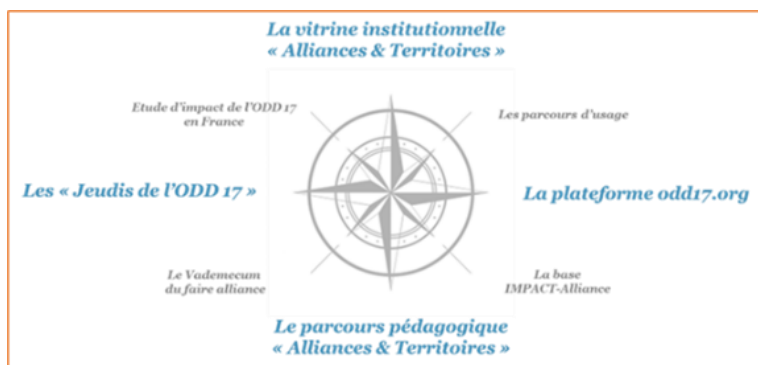 La vitrine institutionnelle
« Alliances & Territoires »
Etude d'impact de l'ODD 17
en France
Les parcours d'usage
Les « Jeudis de l'ODD 17 »
La plateforme odd17.org
Le Vademecum
du faire alliance
La base
IMPACT-Alliance
Le parcours pédagogique
« Alliances & Territoires »